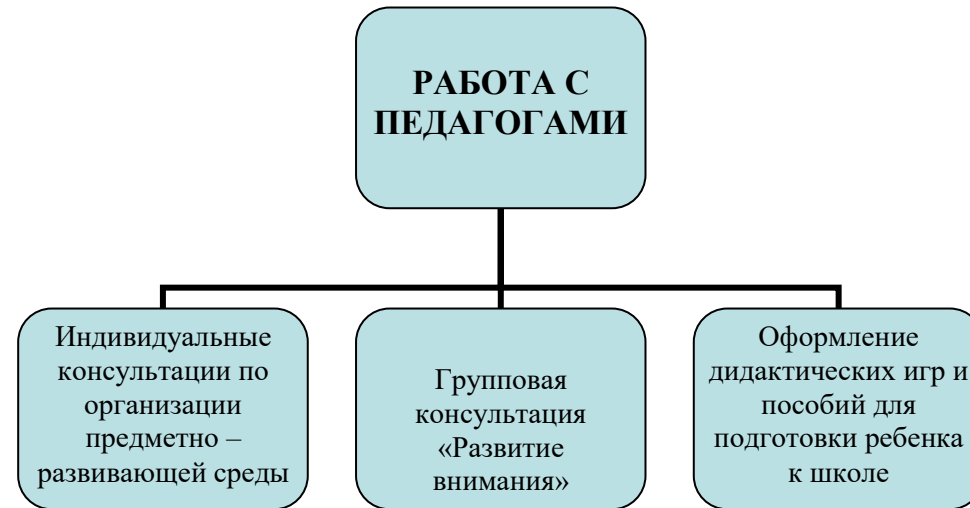 РАБОТА С
ПЕДАГОГАМИ
Индивидуальные
консультации по
организации
предметно –
развивающей среды
Групповая
консультация
«Развитие
внимания»
Оформление
дидактических игр и
пособий для
подготовки ребенка
к школе